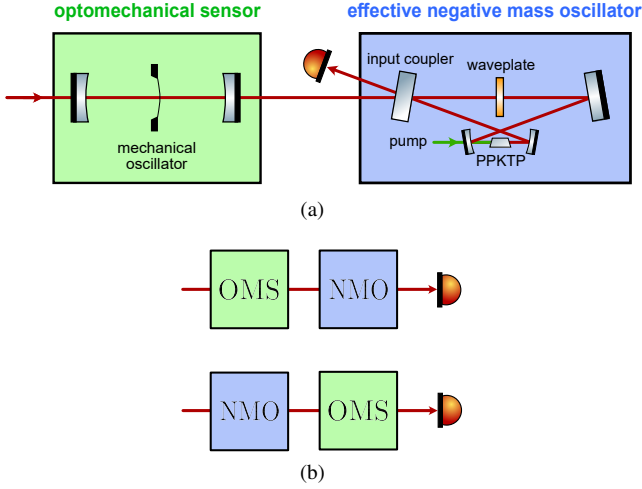 optomechanical sensor
effective negative mass oscillator
input coupler
waveplate
mechanical
oscillator
pump
PPKTP
(a)
OMS
NMO
NMO
OMS
(b)